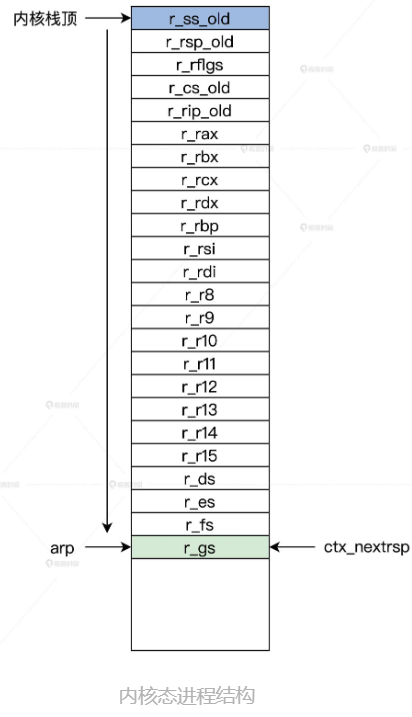 内核栈顶
r_ss_old
r_rsp_old
r_rflgs
r_cs_old
r_rip_old
r_rax
r_rbx
r_rcx
r_rdx
r_rbp
r_rsi
r_rdi
r_r8
r_r9
r_r10
r_r11
r_r12
r_r13
r_r14
r_r15
r_ds
r_es
r_fs
arp
r_gs
ctx_nextrsp
内核态进程结构